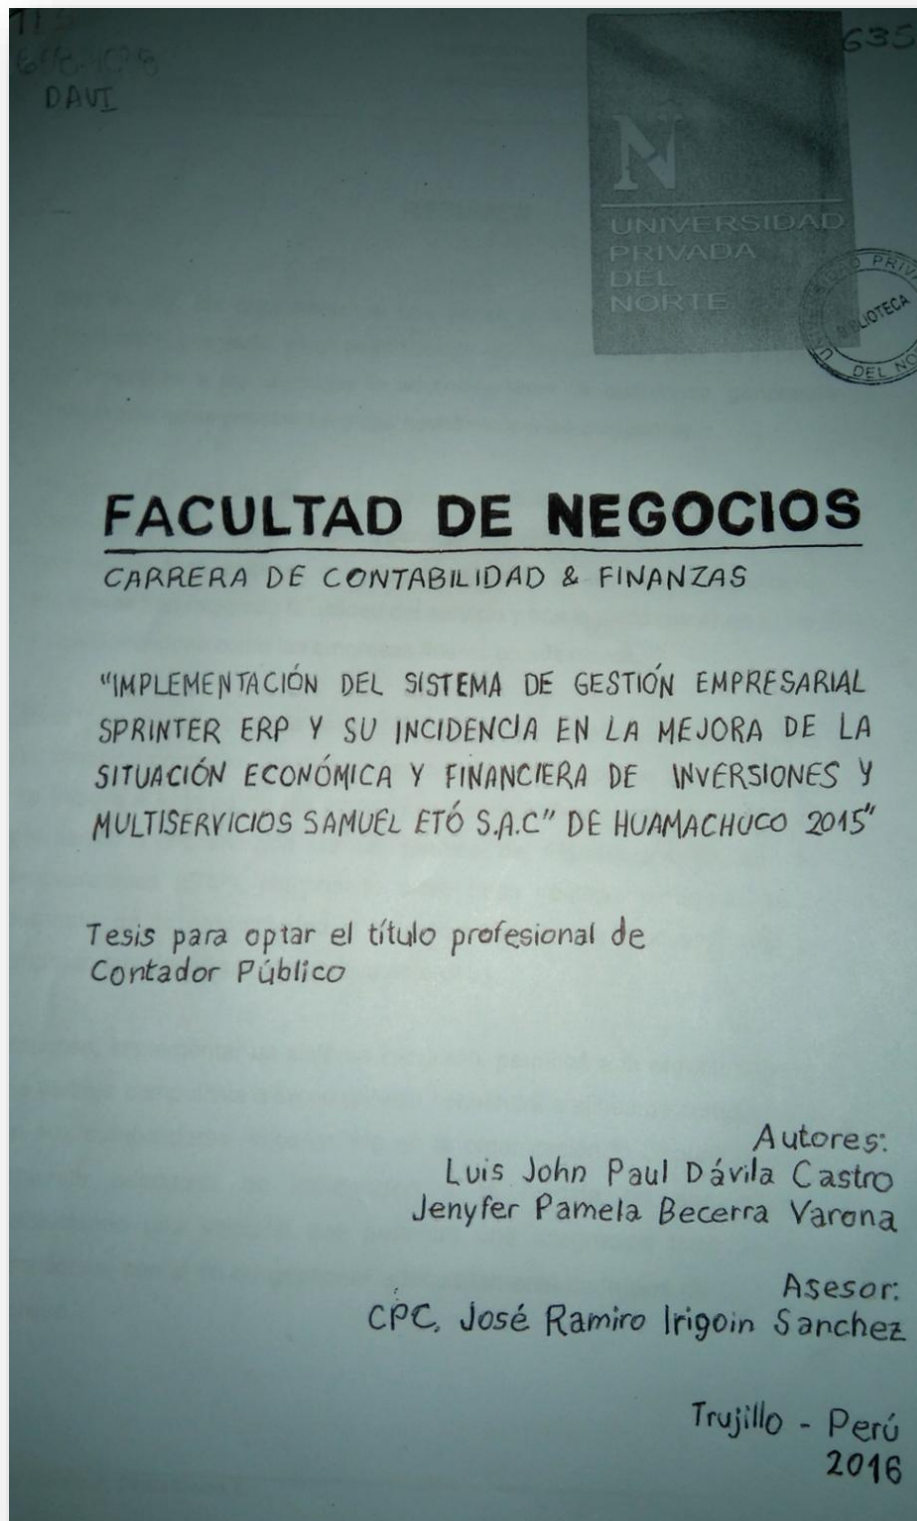 DAVI
635
N
UNIVERSIDAD
PRIVADA
DEL
NORTE
BIBLIOTECA
DEL NO
FACULTAD DE NEGOCIOS
CARRERA DE CONTABILIDAD & FINANZAS
"IMPLEMENTACIÓN DEL SISTEMA DE GESTIÓN EMPRESARIAL
SPRINTER ERP Y SU INCIDENCIA EN LA MEJORA DE LA
SITUACIÓN ECONÓMICA Y FINANCIERA DE INVERSIONES Y
MULTISERVICIOS SAMUEL ETÓ S.A.C" DE HUAMACHUCO 2015"
Tesis para optar el título profesional de
Contador Público
Autores:
Luis John Paul Dávila Castro
Jenyfer Pamela Becerra Varona
Asesor:
CPC. José Ramiro Irigoin Sanchez
Trujillo - Perú
2016